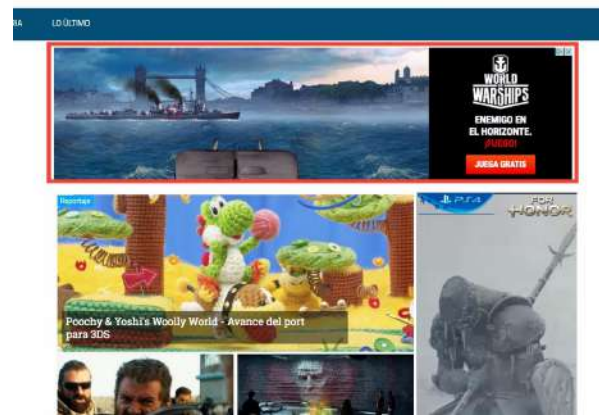 LO ÚLTIMO
WORLD
WARSHIPS
ENEMIGO EN
EL HORIZONTE.
¡FUEGO!
JUEGA GRATIS
Reportaje
Poochy & Yoshi's Woolly World - Avance del port
para 3DS
PS4
FOR
HONOR